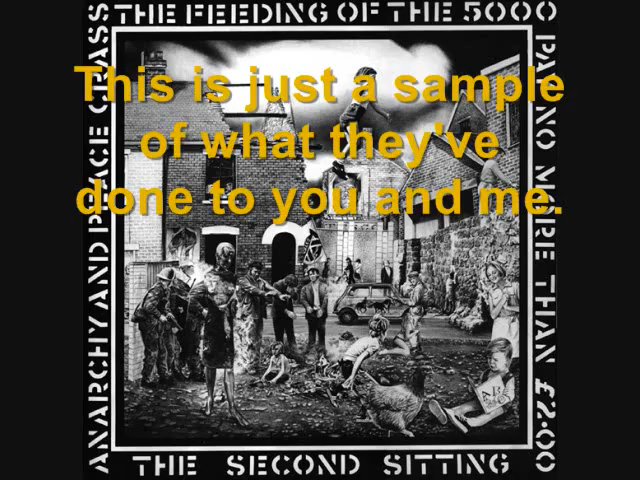 THE FEEDING OF THE 5000
This is just a sample
of what they've
done to you and me.
ANARCHY AND PEACE CRASS
PAY NO MORE THAN £2·00
THE SECOND SITTING